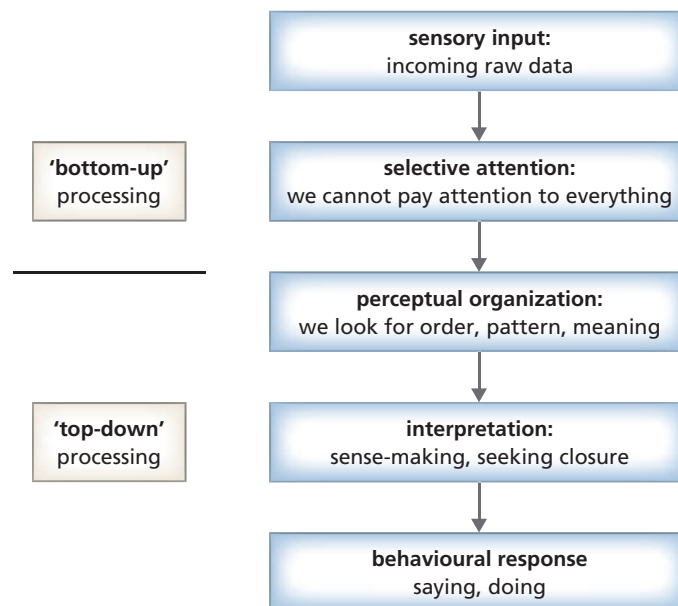 sensory input:
incoming raw data
'bottom-up'
processing
selective attention:
we cannot pay attention to everything
perceptual organization:
we look for order, pattern, meaning
'top-down'
processing
interpretation:
sense-making, seeking closure
behavioural response
saying, doing